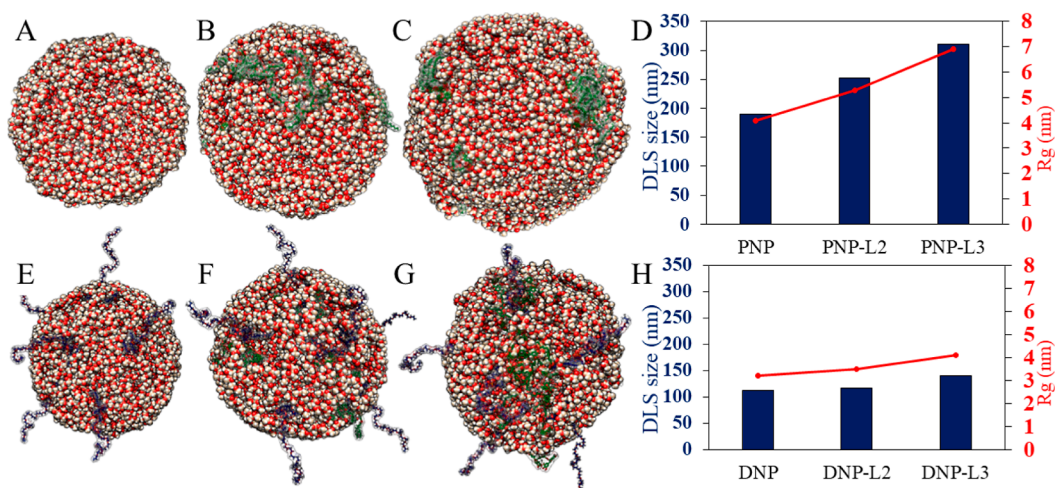 A
B
C
D
DLS size (nm)
350
300
250
200
150
100
50
0
8
7
6
5
4
3
2
1
0
Rg (nm)
PNP PNP-L2 PNP-L3
E
F
G
H
DLS size (nm)
350
300
250
200
150
100
50
0
8
7
6
5
4
3
2
1
0
Rg (nm)
DNP DNP-L2 DNP-L3